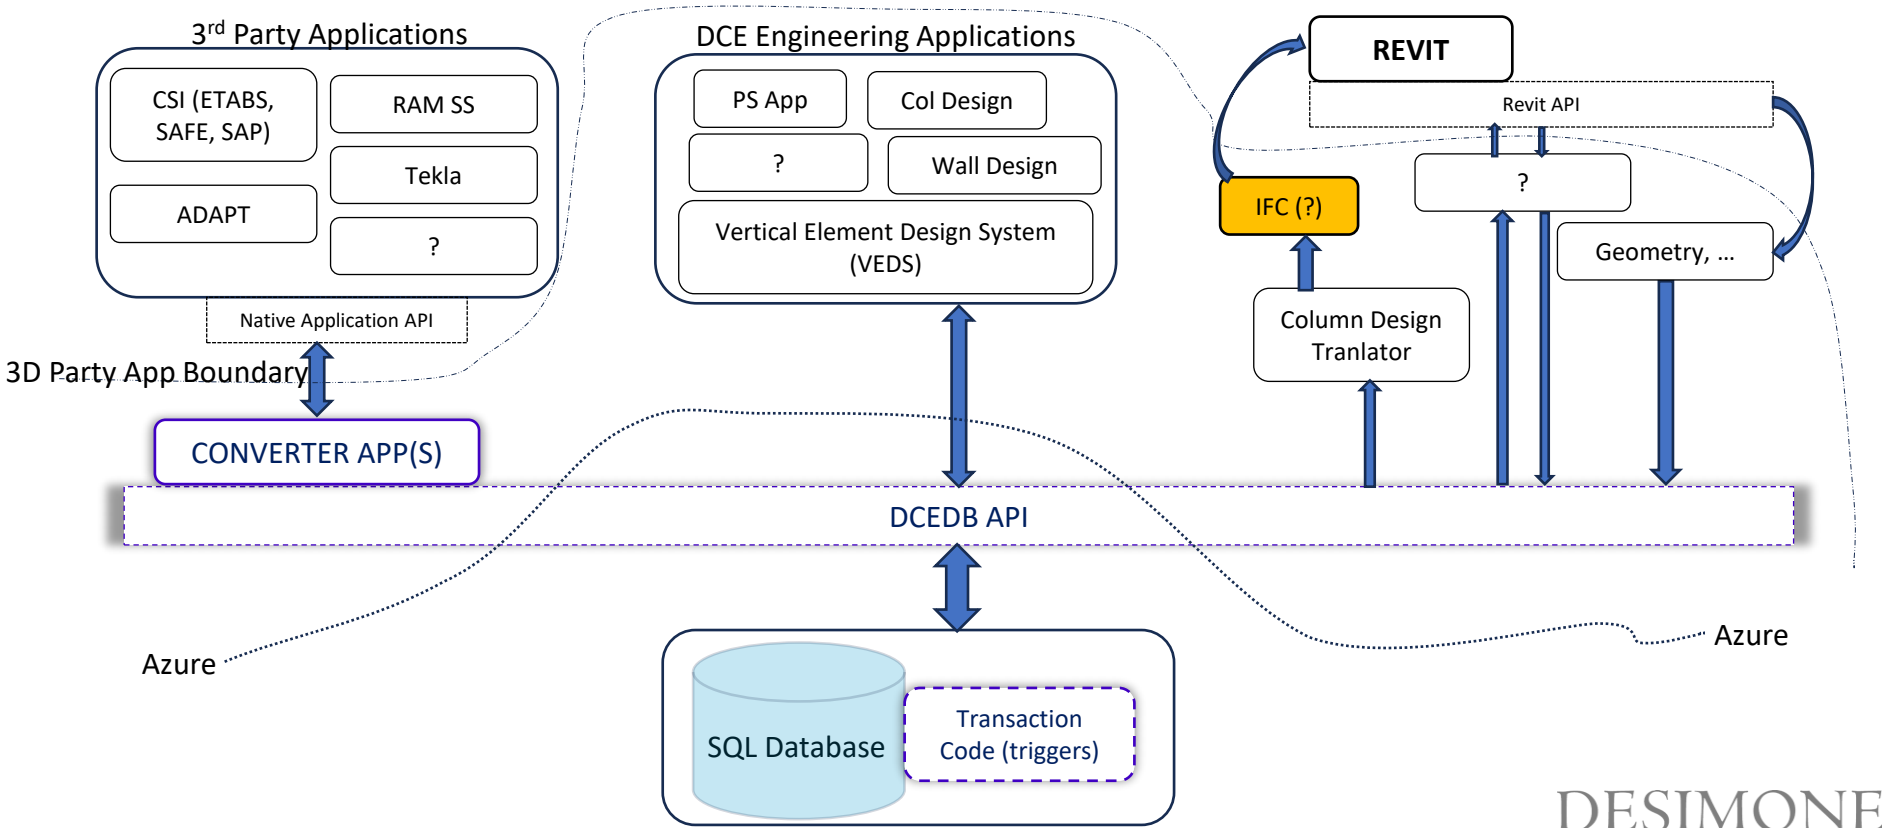 3rd Party Applications
CSI (ETABS,
SAFE, SAP)
RAM SS
Tekla
ADAPT
?
Native Application API
3D Party App Boundary
CONVERTER APP(S)
DCE Engineering Applications
PS App
Col Design
?
Wall Design
Vertical Element Design System
(VEDS)
REVIT
Revit API
IFC (?)
?
Geometry, ...
Column Design
Tranlator
DCEDB API
Azure
Azure
SQL Database
Transaction
Code (triggers)
DESIMONE